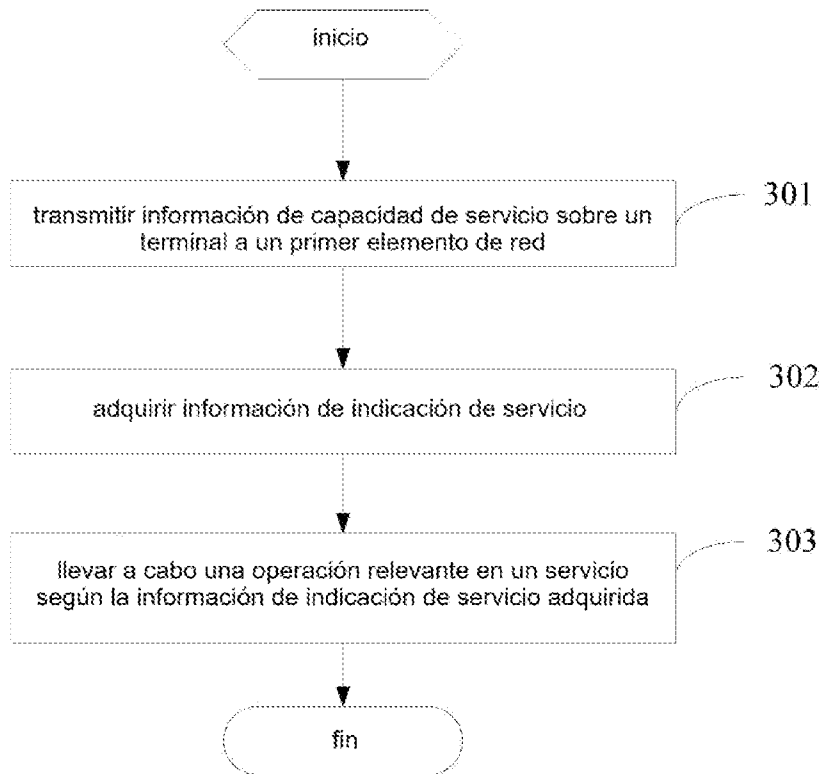 inicio
transmitir información de capacidad de servicio sobre un
terminal a un primer elemento de red
301
adquirir información de indicación de servicio
302
llevar a cabo una operación relevante en un servicio
según la información de indicación de servicio adquirida
303
fin